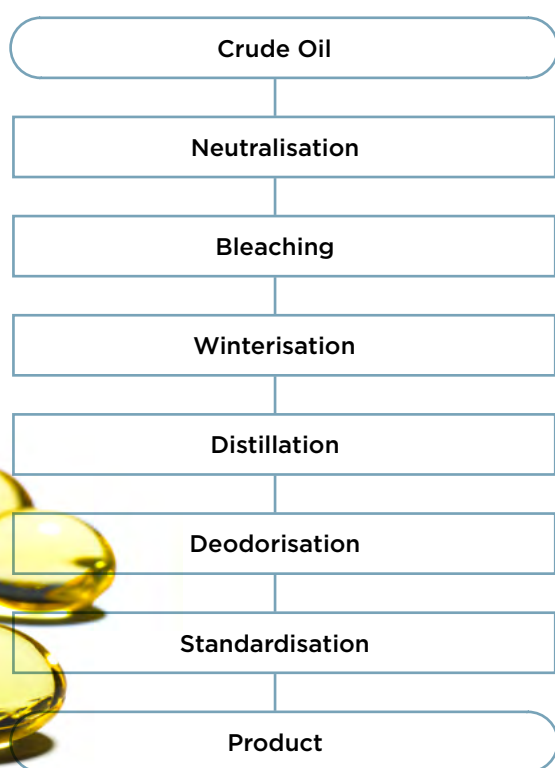 Crude Oil
Neutralisation
Bleaching
Winterisation
Distillation
Deodorisation
Standardisation
Product